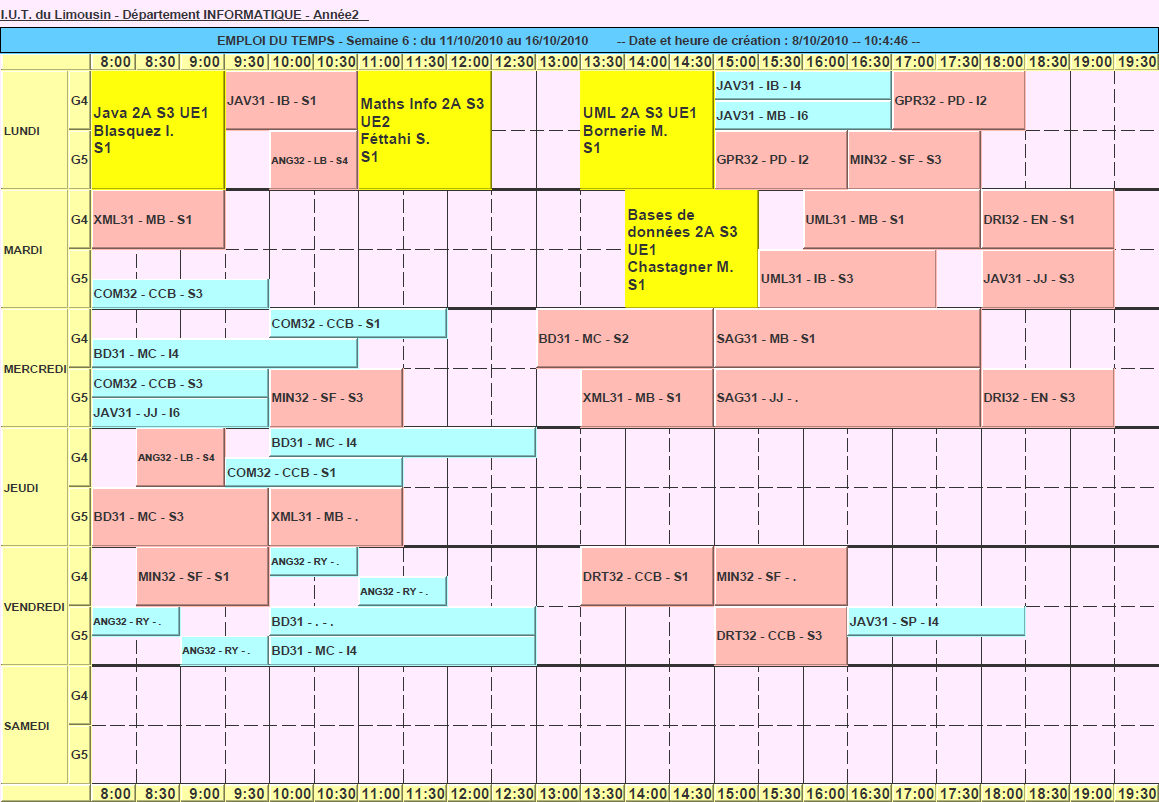 I.U.T. du Limousin - Département INFORMATIQUE - Année2
EMPLOI DU TEMPS - Semaine 6 : du 11/10/2010 au 16/10/2010 -- Date et heure de création : 8/10/2010 -- 10:4:46 --
8:00 8:30 9:00 9:30 10:00 10:30 11:00 11:30 12:00 12:30 13:00 13:30 14:00 14:30 15:00 15:30 16:00 16:30 17:00 17:30 18:00 18:30 19:00 19:30
LUNDI
G4
G5
Java 2A S3 UE1
Blasquez I.
S1
JAV31 - IB - S1
ANG32 - LB - S4
Maths Info 2A S3
UE2
Féttahi S.
S1
UML 2A S3 UE1
Bornerie M.
S1
JAV31 - IB - I4
JAV31 - MB - I6
GPR32 - PD - I2
GPR32 - PD - I2
MIN32 - SF - S3
MARDI
G4
G5
XML31 - MB - S1
COM32 - CCB - S3
Bases de
données 2A S3
UE1
Chastagner M.
S1
UML31 - MB - S1
DRI32 - EN - S1
UML31 - IB - S3
JAV31 - JJ - S3
MERCREDI
G4
G5
COM32 - CCB - S1
BD31 - MC - I4
BD31 - MC - S2
SAG31 - MB - S1
COM32 - CCB - S3
JAV31 - JJ - I6
MIN32 - SF - S3
XML31 - MB - S1
SAG31 - JJ - .
DRI32 - EN - S3
JEUDI
G4
G5
ANG32 - LB - S4
BD31 - MC - I4
COM32 - CCB - S1
BD31 - MC - S3
XML31 - MB - .
VENDREDI
G4
G5
MIN32 - SF - S1
ANG32 - RY - .
ANG32 - RY - .
DRT32 - CCB - S1
MIN32 - SF - .
ANG32 - RY - .
ANG32 - RY - .
BD31 - . - .
BD31 - MC - I4
DRT32 - CCB - S3
JAV31 - SP - I4
SAMEDI
G4
G5
8:00 8:30 9:00 9:30 10:00 10:30 11:00 11:30 12:00 12:30 13:00 13:30 14:00 14:30 15:00 15:30 16:00 16:30 17:00 17:30 18:00 18:30 19:00 19:30